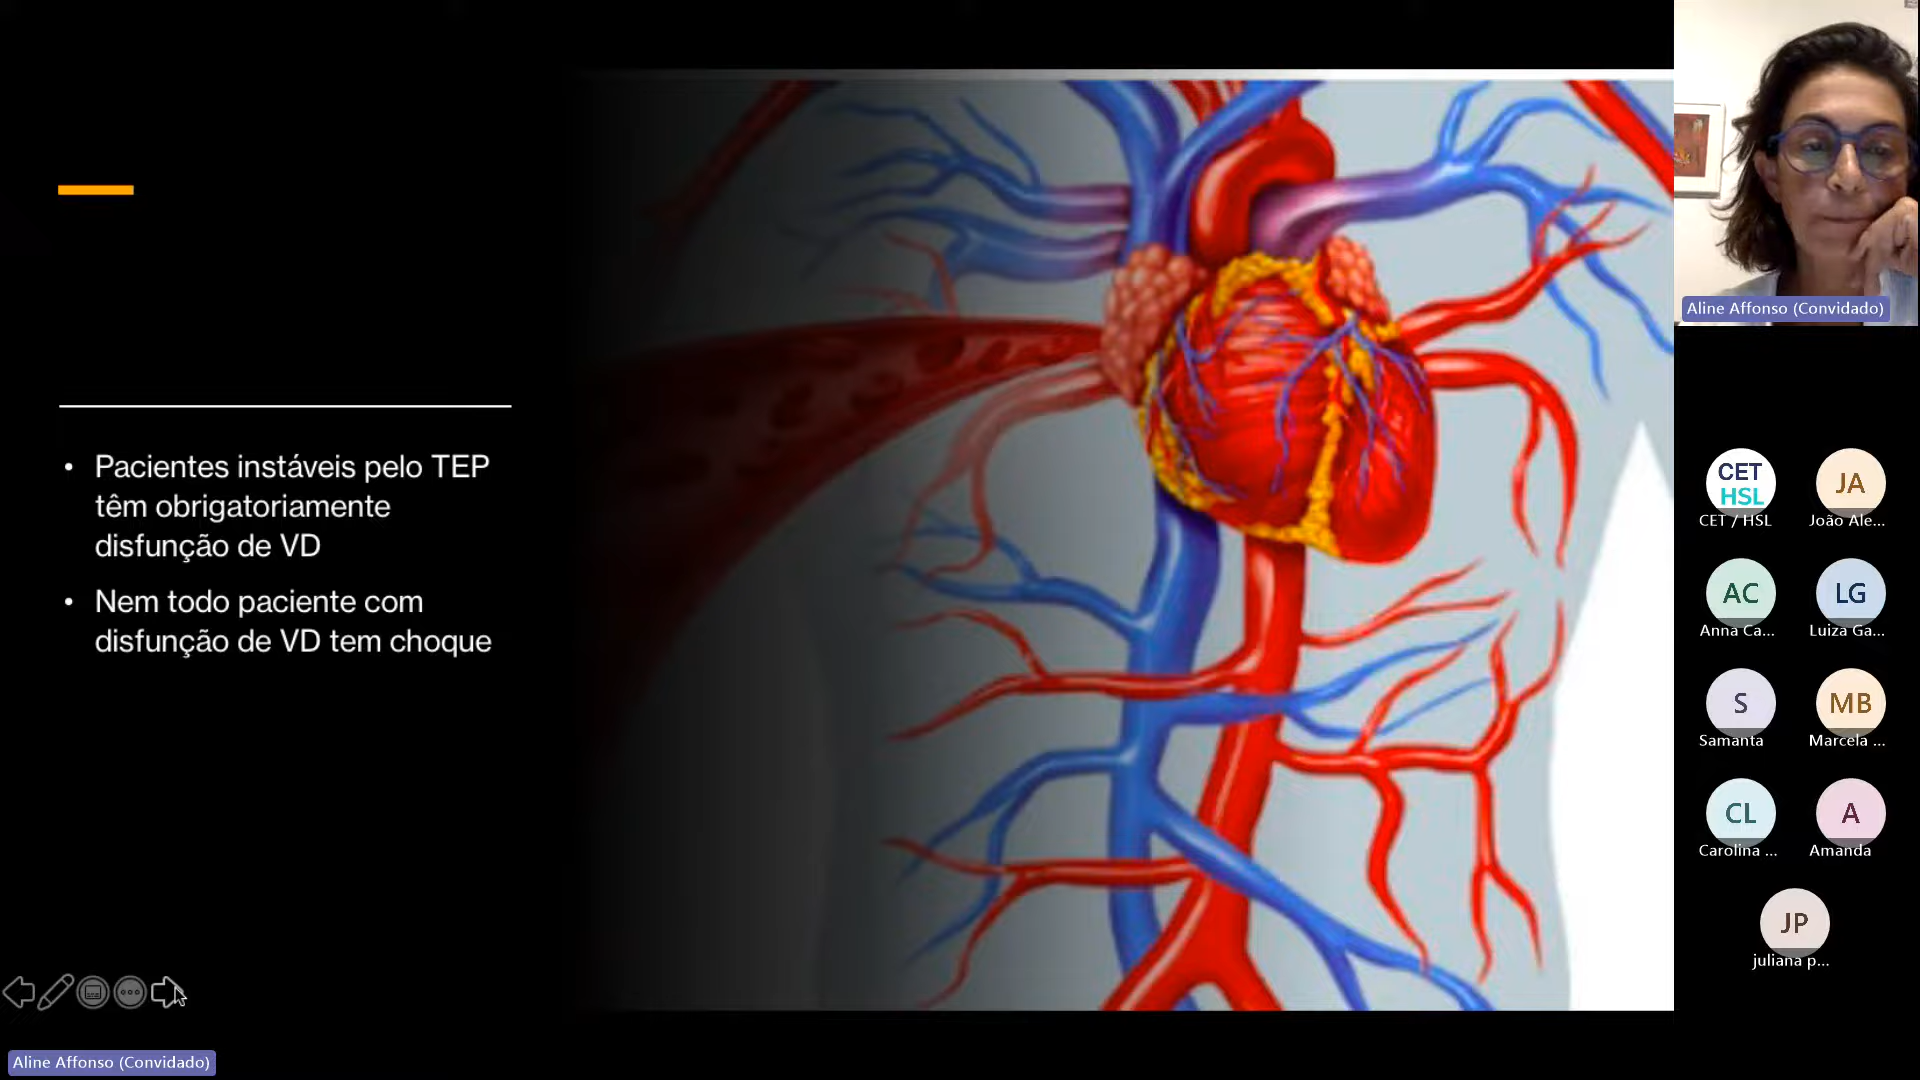 • Pacientes instáveis pelo TEP
têm obrigatoriamente
disfunção de VD
• Nem todo paciente com
disfunção de VD tem choque
Aline Affonso (Convidado)
Aline Affonso (Convidado)
CET
HSL
CET / HSL
JA
João Ale...
AC
Anna Ca...
LG
Luiza Ga...
S
Samanta
MB
Marcela ...
CL
Carolina ...
A
Amanda
JP
juliana p...